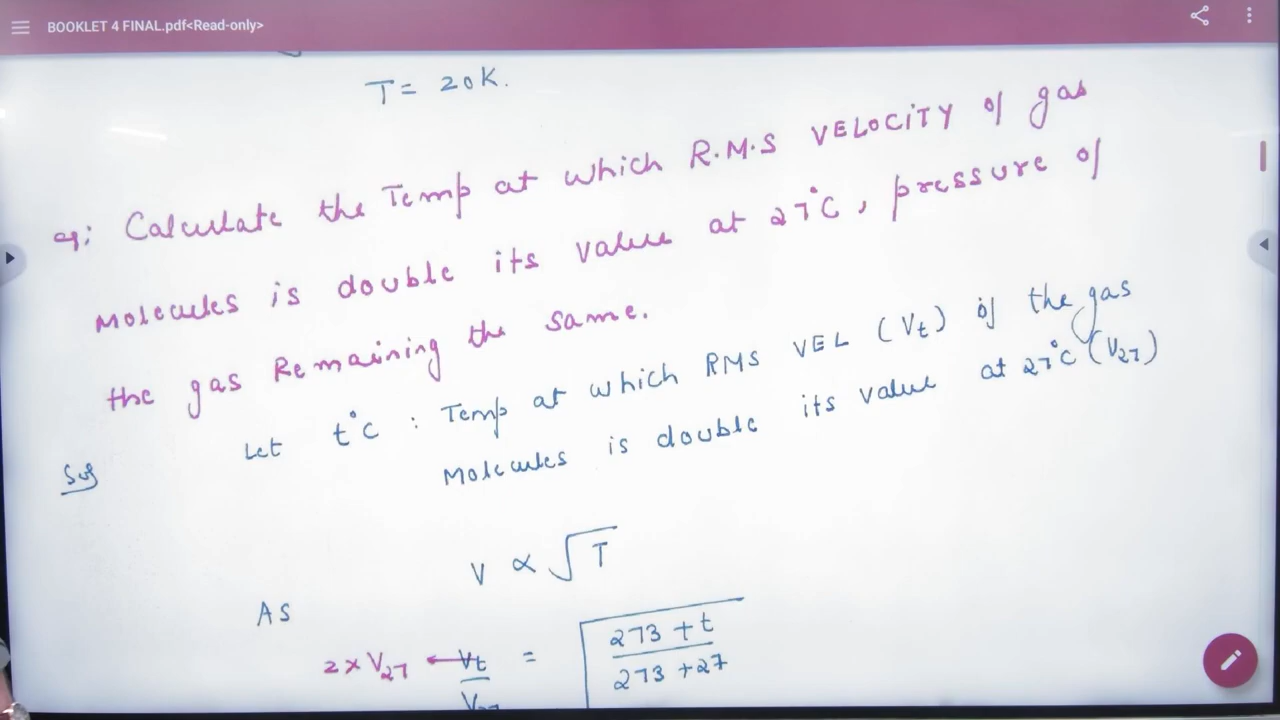 BOOKLET 4 FINAL.pdf<Read-only>
T = 20K.
q: Calculate the Temp at which R.M.S VELOCITY of gas
Molecules is double its value at 27°C, pressure of
the gas Remaining the same.
Sol Let t°C : Temp at which RMS VEL (Vt) of the gas
Molecules is double its value at 27°C (V27)
As V ∝ √T
2 x V27 ← Vt / V27 = √(273 + t / 273 + 27)